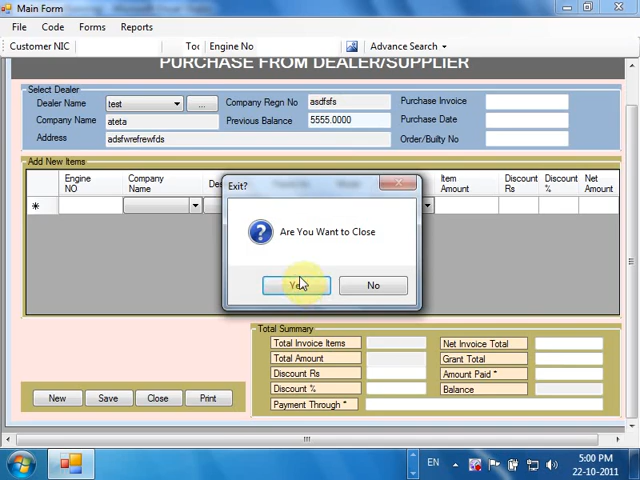 Main Form
File Code Forms Reports
Customer NIC Engine No Advance Search
PURCHASE FROM DEALER/SUPPLIER
Select Dealer
Dealer Name test ... Company Regn No asdfsfs Purchase Invoice
Company Name ateta Previous Balance 5555.0000 Purchase Date
Address adsfwrefrewfds Order/Builty No
Add New Items
Engine NO Company Name Item Amount Discount Rs Discount % Net Amount
Exit?
Are You Want to Close
Yes No
Total Summary
Total Invoice Items Net Invoice Total
Total Amount Grant Total
Discount Rs Amount Paid *
Discount % Balance
Payment Through *
New Save Close Print
EN 5:00 PM
22-10-2011